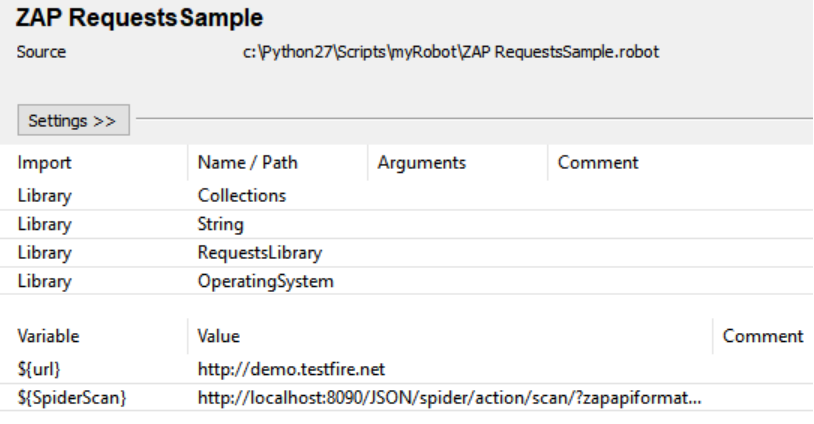 ZAP RequestsSample
Source c:\Python27\Scripts\myRobot\ZAP RequestsSample.robot
Settings >>
Import Name / Path Arguments Comment
Library Collections
Library String
Library RequestsLibrary
Library OperatingSystem
Variable Value Comment
${url} http://demo.testfire.net
${SpiderScan} http://localhost:8090/JSON/spider/action/scan/?zapapiformat...